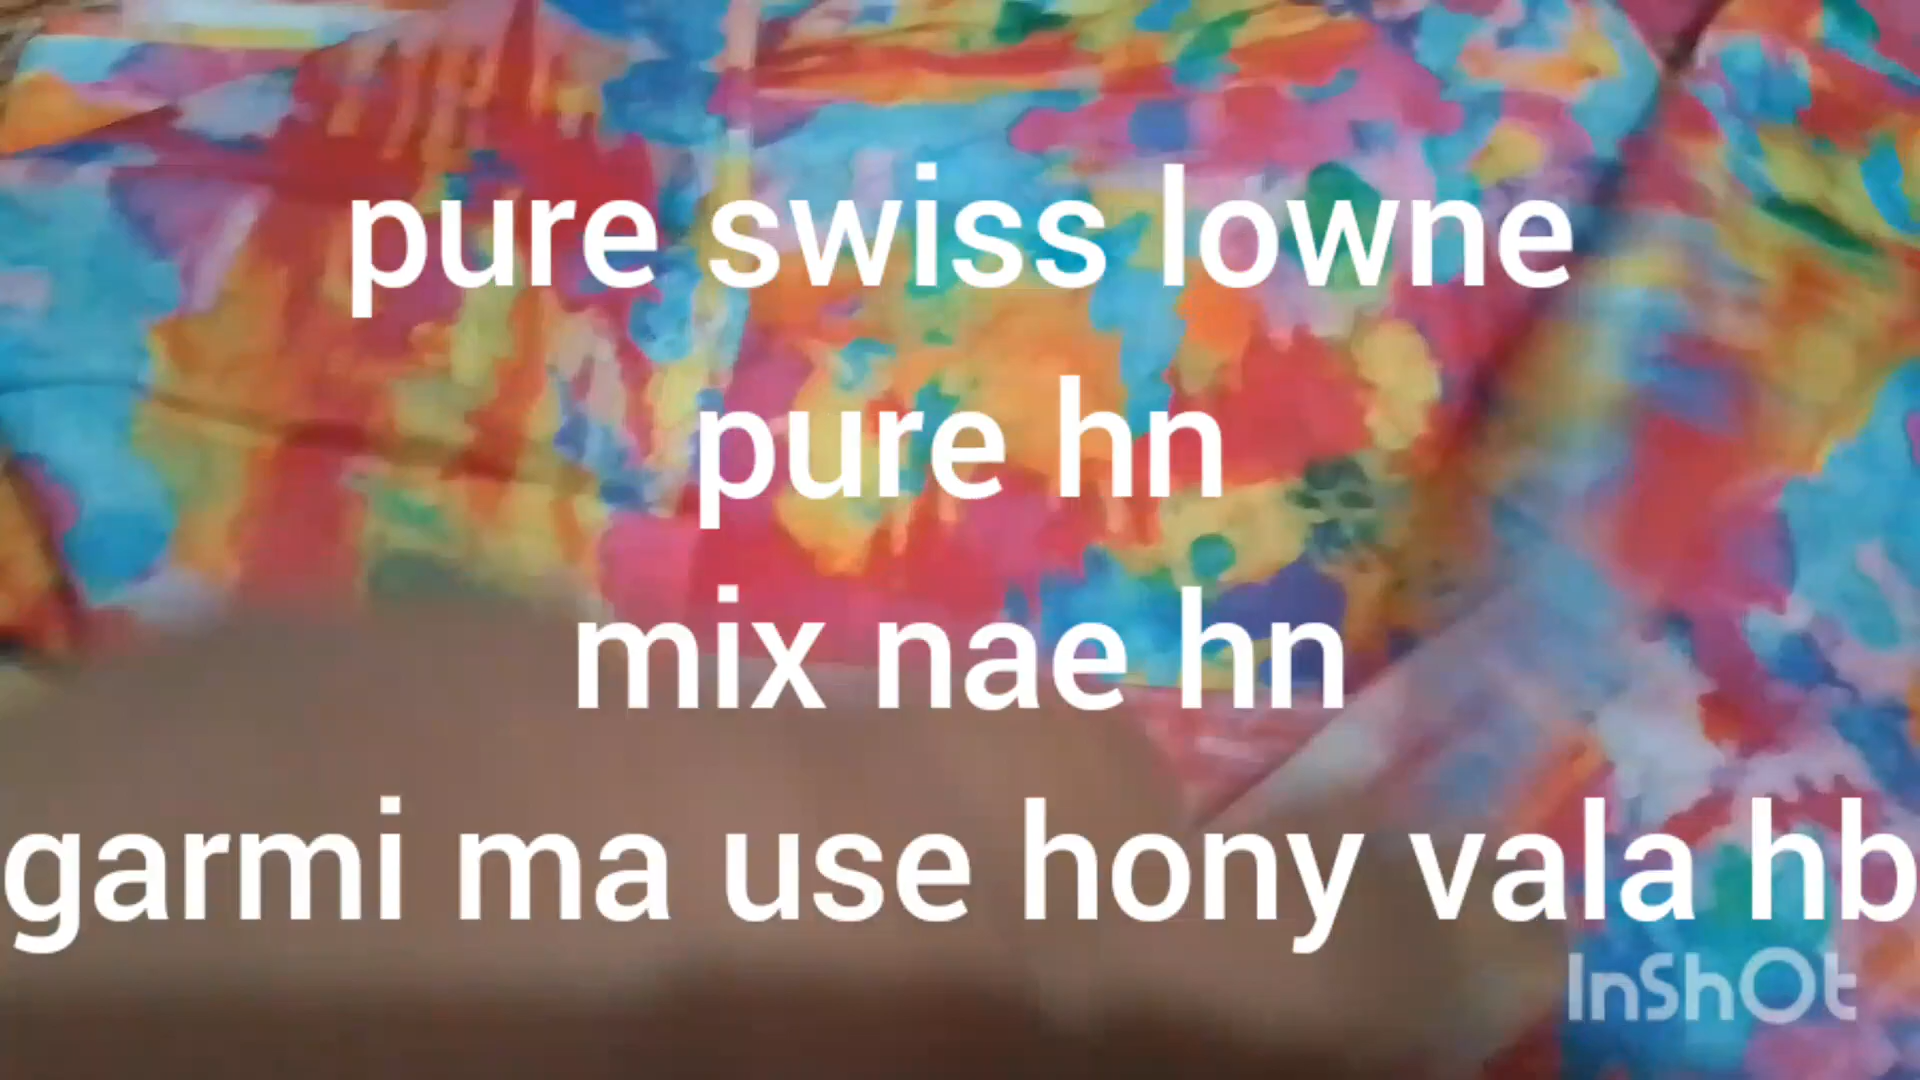 pure swiss lowne
pure hn
mix nae hn
garmi ma use hony vala hb
InShOt